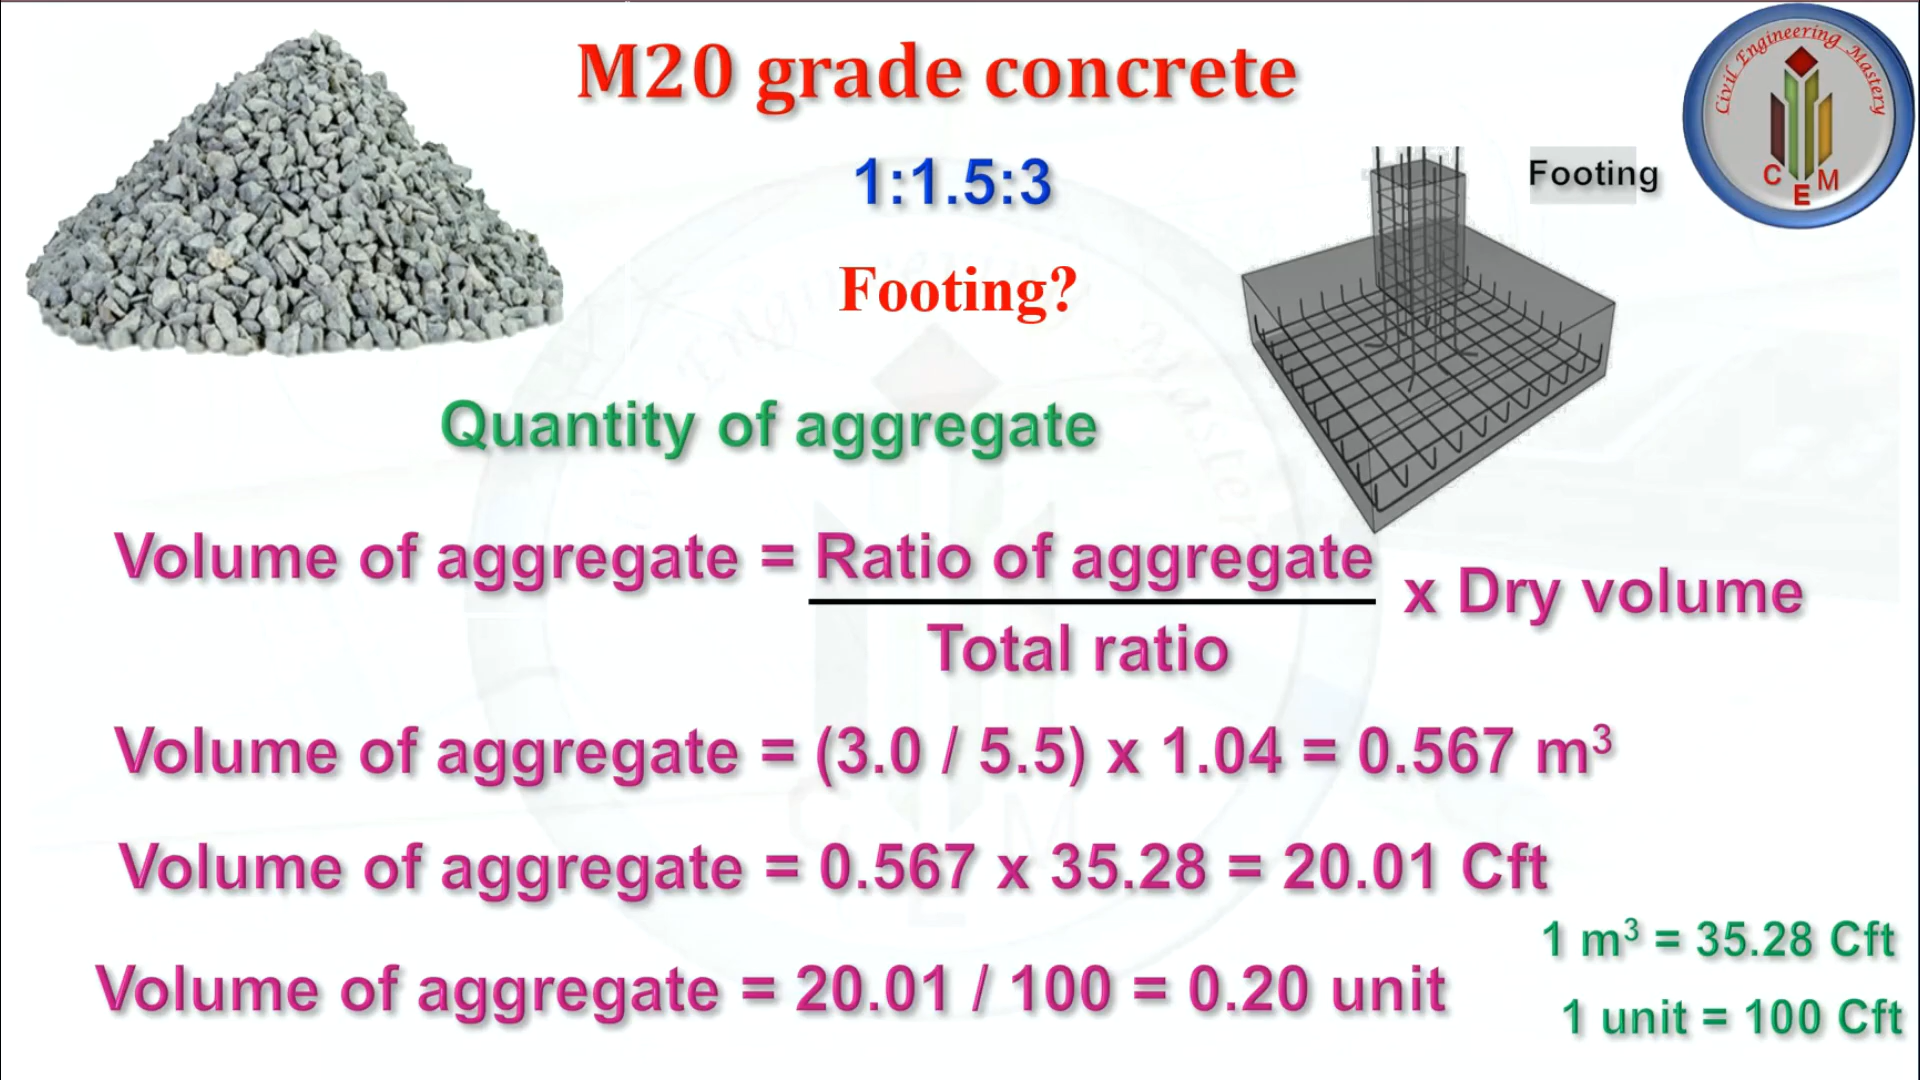 M20 grade concrete
Civil Engineering Mastery
1:1.5:3
Footing
C E M
Footing?
Quantity of aggregate
Volume of aggregate = Ratio of aggregate
x Dry volume
Total ratio
Volume of aggregate = (3.0 / 5.5) x 1.04 = 0.567 m³
Volume of aggregate = 0.567 x 35.28 = 20.01 Cft
1 m³ = 35.28 Cft
Volume of aggregate = 20.01 / 100 = 0.20 unit
1 unit = 100 Cft